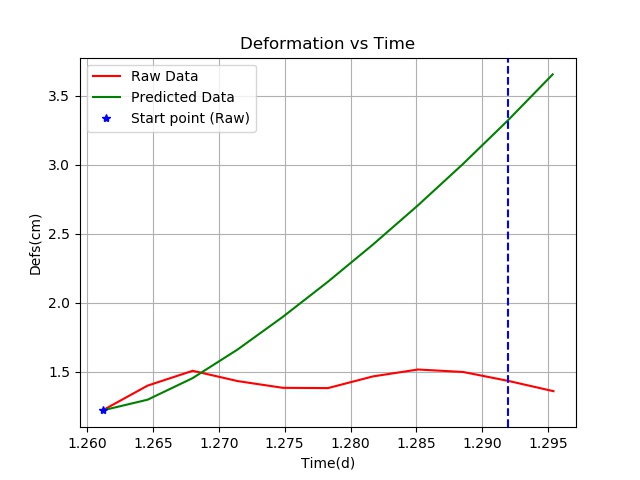 Deformation vs Time
Raw Data
Predicted Data
Start point (Raw)
3.5
3.0
2.5
2.0
1.5
Defs(cm)
1.260 1.265 1.270 1.275 1.280 1.285 1.290 1.295
Time(d)